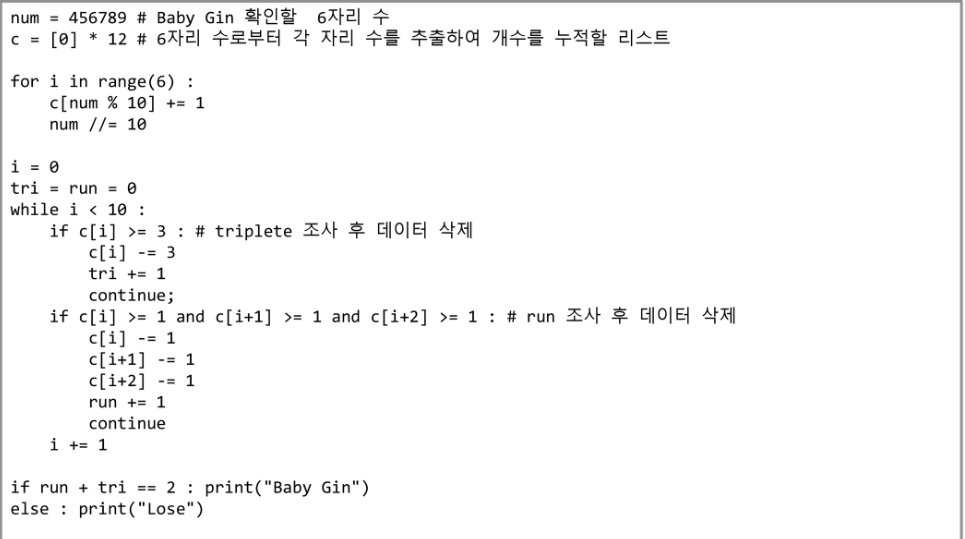 num = 456789 # Baby Gin 확인할  6자리 수
c = [0] * 12 # 6자리 수로부터 각 자리 수를 추출하여 개수를 누적할 리스트

for i in range(6) :
    c[num % 10] += 1
    num //= 10

i = 0
tri = run = 0
while i < 10 :
    if c[i] >= 3 : # triplete 조사 후 데이터 삭제
        c[i] -= 3
        tri += 1
        continue;
    if c[i] >= 1 and c[i+1] >= 1 and c[i+2] >= 1 : # run 조사 후 데이터 삭제
        c[i] -= 1
        c[i+1] -= 1
        c[i+2] -= 1
        run += 1
        continue
    i += 1

if run + tri == 2 : print("Baby Gin")
else : print("Lose")